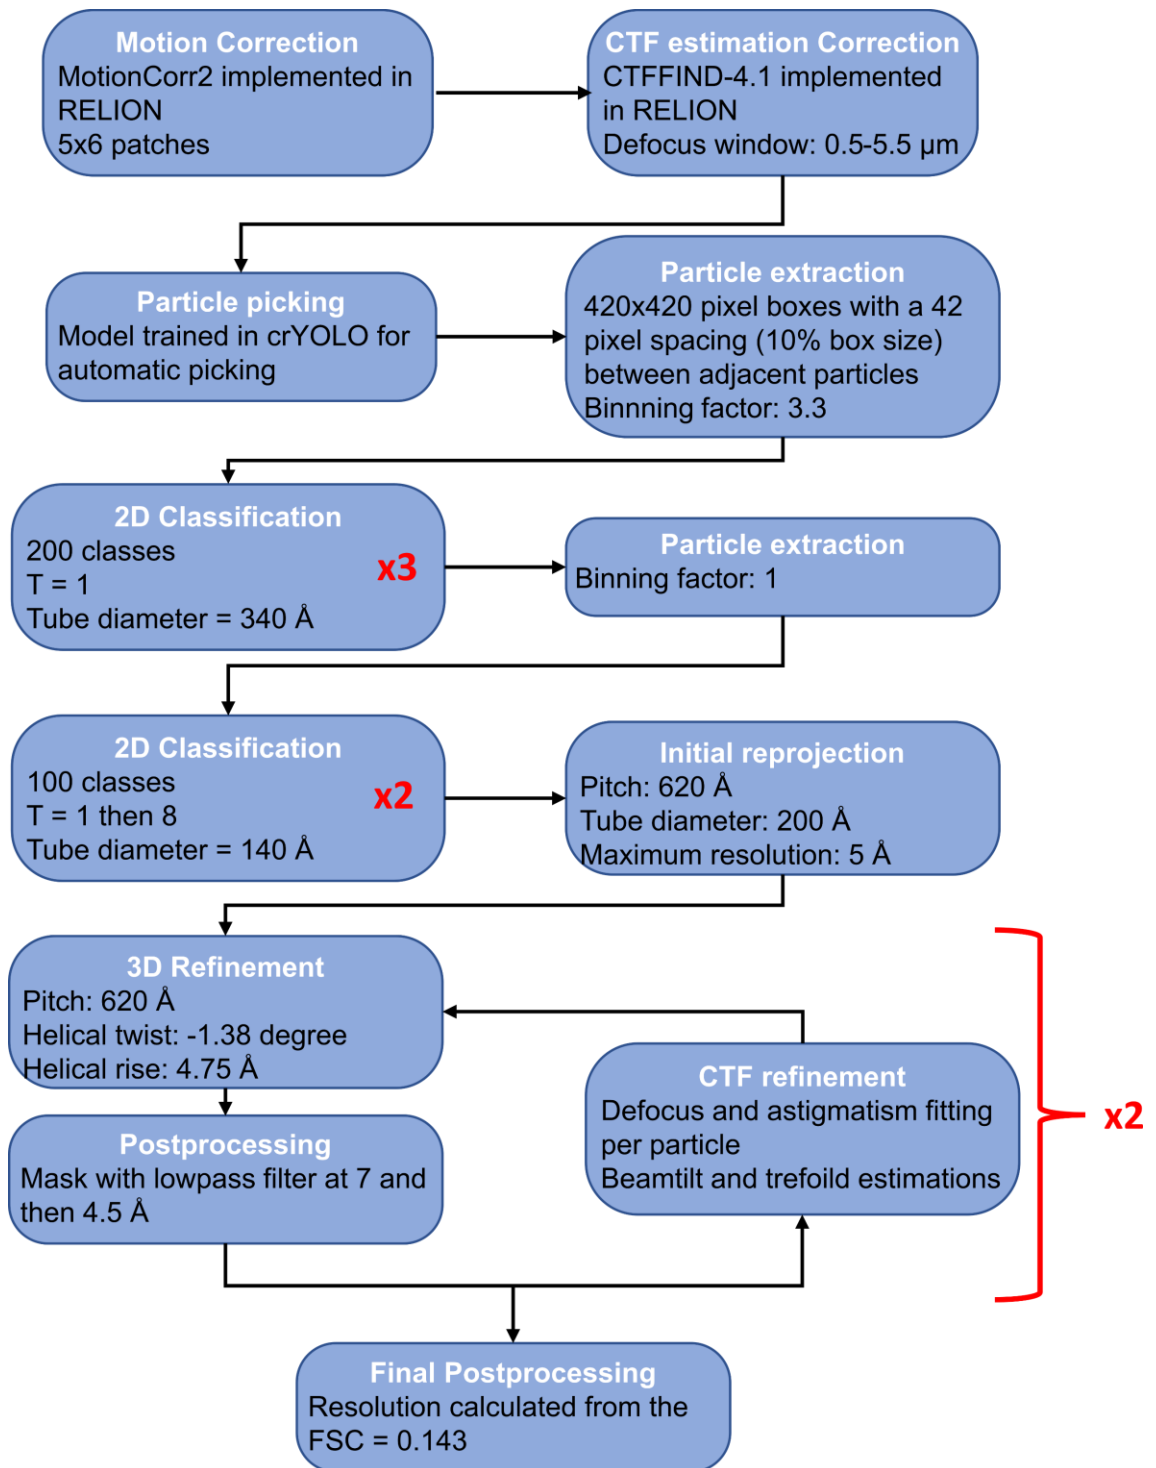 Motion Correction
MotionCorr2 implemented in
RELION
5x6 patches
CTF estimation Correction
CTFFIND-4.1 implemented
in RELION
Defocus window: 0.5-5.5 µm
Particle picking
Model trained in crYOLO for
automatic picking
Particle extraction
420x420 pixel boxes with a 42
pixel spacing (10% box size)
between adjacent particles
Binnning factor: 3.3
2D Classification
200 classes
T = 1
Tube diameter = 340 Å
x3
Particle extraction
Binning factor: 1
2D Classification
100 classes
T = 1 then 8
Tube diameter = 140 Å
x2
Initial reprojection
Pitch: 620 Å
Tube diameter: 200 Å
Maximum resolution: 5 Å
3D Refinement
Pitch: 620 Å
Helical twist: -1.38 degree
Helical rise: 4.75 Å
Postprocessing
Mask with lowpass filter at 7 and
then 4.5 Å
CTF refinement
Defocus and astigmatism fitting
per particle
Beamtilt and trefoild estimations
x2
Final Postprocessing
Resolution calculated from the
FSC = 0.143